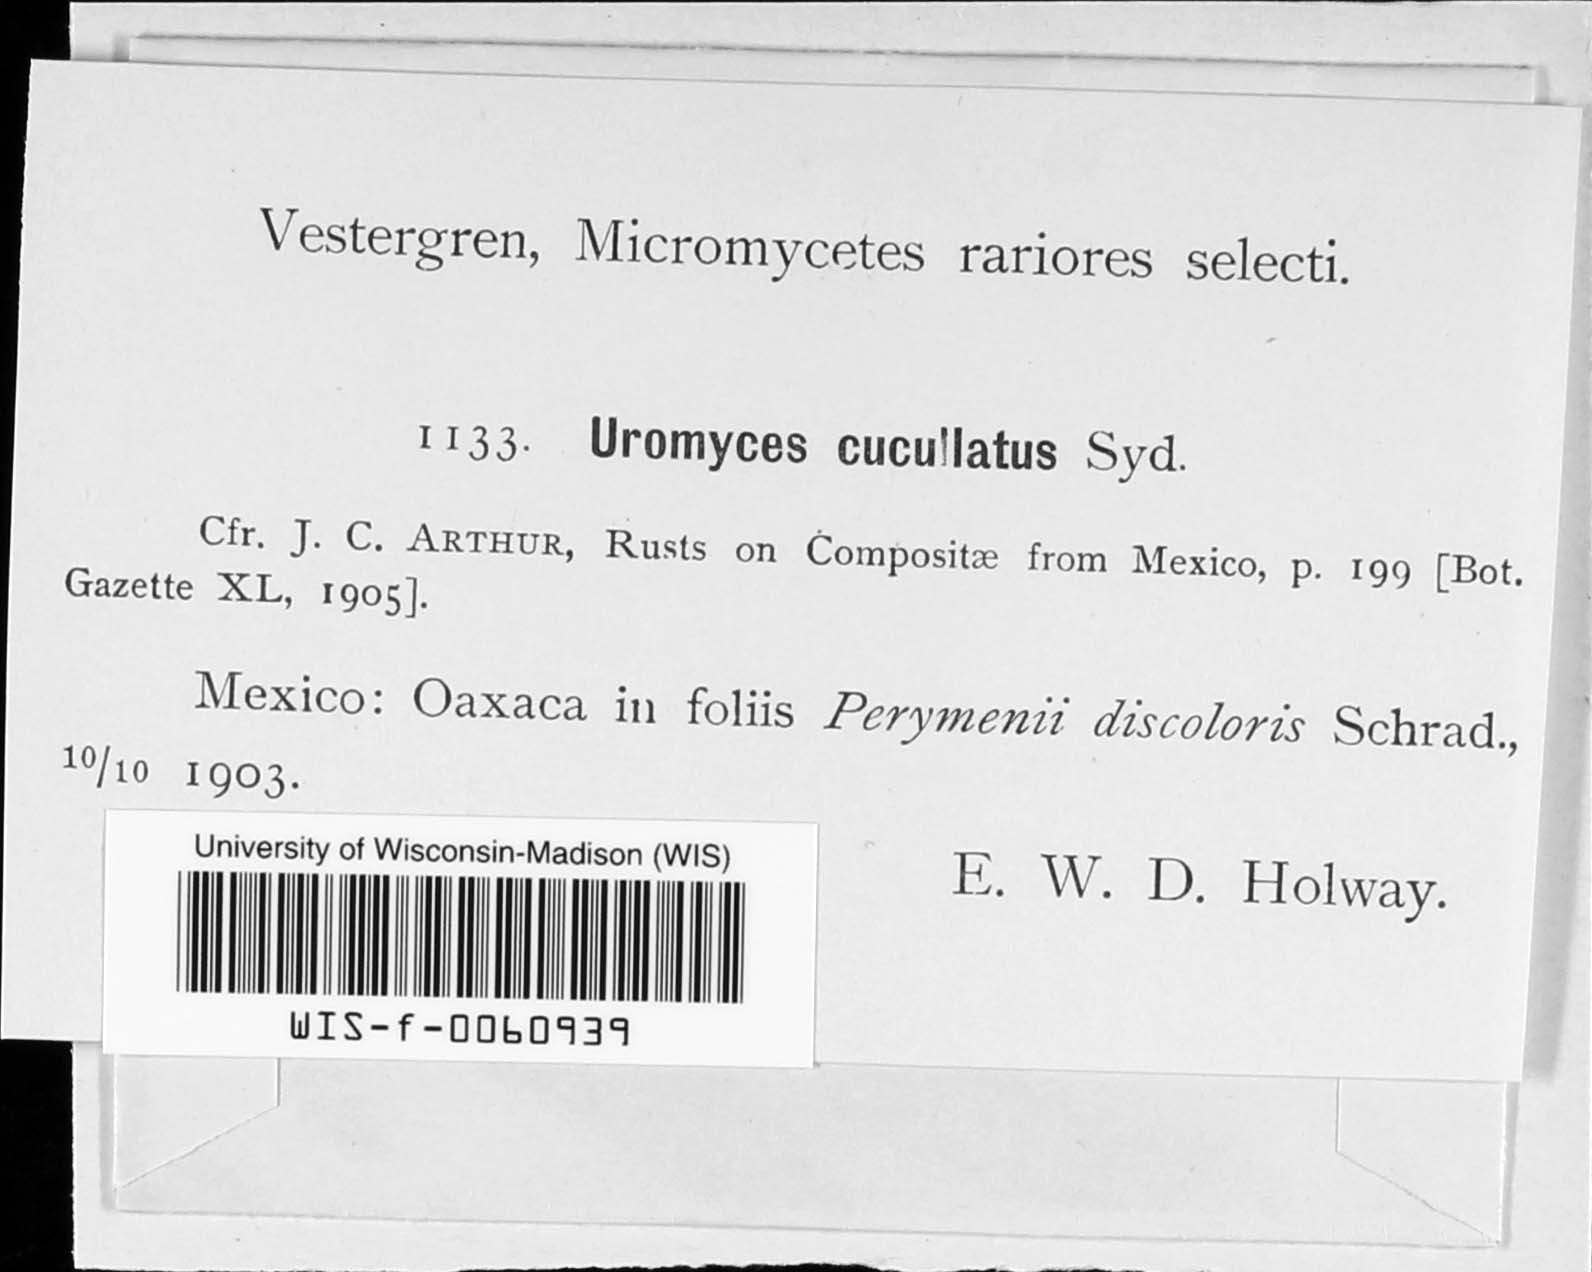 Vestergren, Micromycetes rariores selecti.
1133. Uromyces cucullatus Syd.
Cfr. J. C. ARTHUR, Rusts on Compositæ from Mexico, p. 199 [Bot.
Gazette XL, 1905].
Mexico: Oaxaca in foliis Perymenii discoloris Schrad.,
10/10 1903.
E. W. D. Holway.
University of Wisconsin-Madison (WIS)
WIS-f-0060939